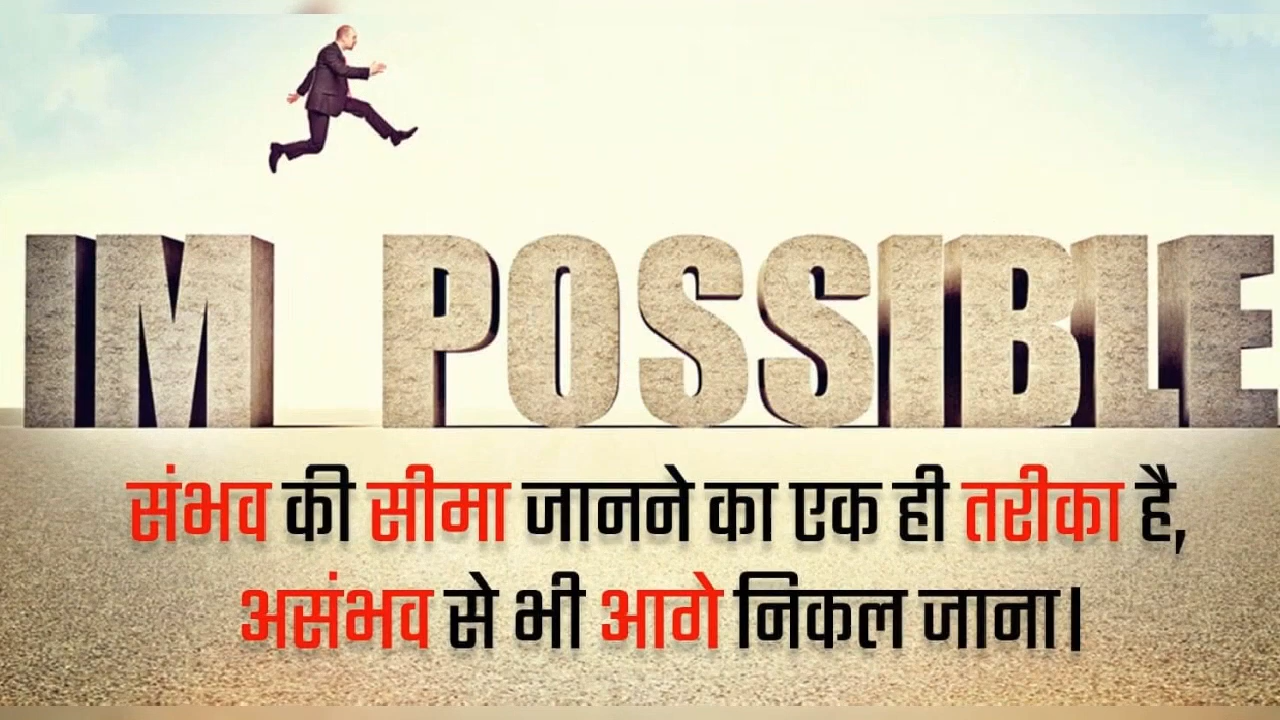 IM POSSIBLE
संभव की सीमा जानने का एक ही तरीका है,
असंभव से भी आगे निकल जाना।